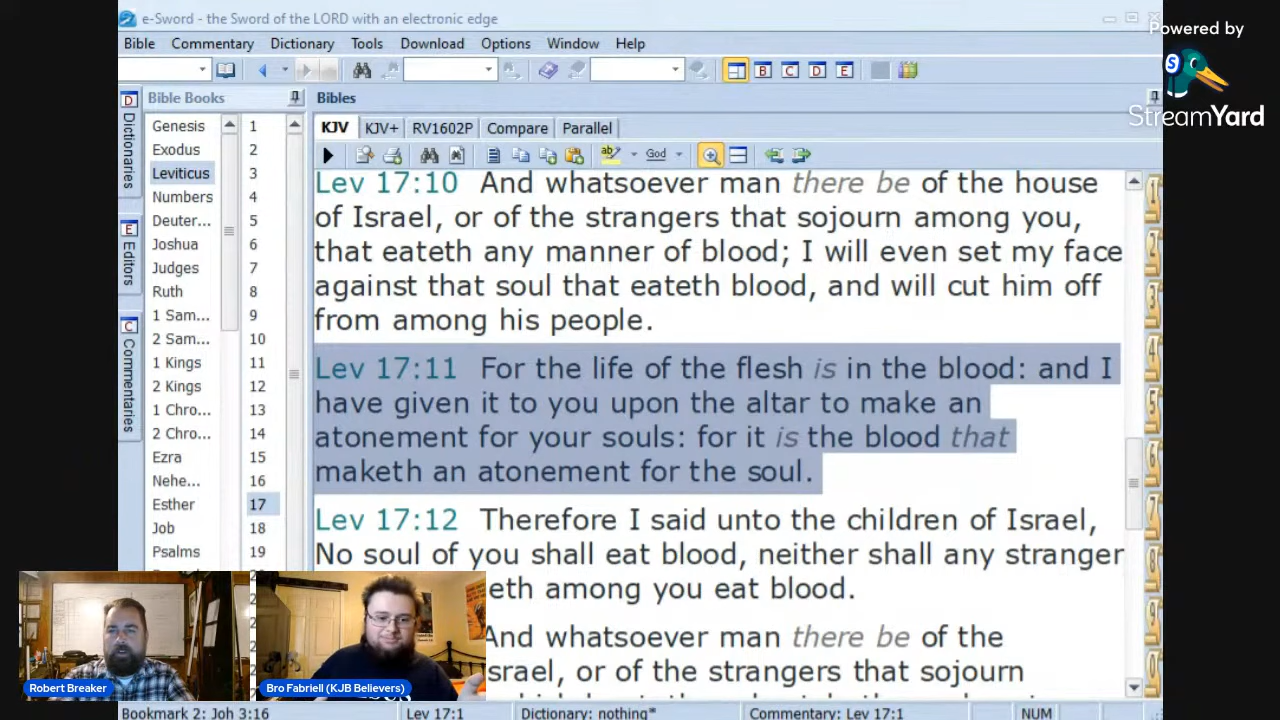 e-Sword - the Sword of the LORD with an electronic edge
Powered by
StreamYard
Bible Commentary Dictionary Tools Download Options Window Help
B C D E
Bible Books
Bibles
D Dictionaries
E Editors
C Commentaries
Genesis
Exodus
Leviticus
Numbers
Deuter...
Joshua
Judges
Ruth
1 Sam...
2 Sam...
1 Kings
2 Kings
1 Chro...
2 Chro...
Ezra
Nehe...
Esther
Job
Psalms
1
2
3
4
5
6
7
8
9
10
11
12
13
14
15
16
17
18
19
KJV KJV+ RV1602P Compare Parallel
God
Lev 17:10 And whatsoever man there be of the house
of Israel, or of the strangers that sojourn among you,
that eateth any manner of blood; I will even set my face
against that soul that eateth blood, and will cut him off
from among his people.
Lev 17:11 For the life of the flesh is in the blood: and I
have given it to you upon the altar to make an
atonement for your souls: for it is the blood that
maketh an atonement for the soul.
Lev 17:12 Therefore I said unto the children of Israel,
No soul of you shall eat blood, neither shall any stranger
eth among you eat blood.
And whatsoever man there be of the
srael, or of the strangers that sojourn
Robert Breaker
Bro Fabriell (KJB Believers)
Bookmark 2: Joh 3:16 Lev 17:1 Dictionary: nothing* Commentary: Lev 17:1 NUM